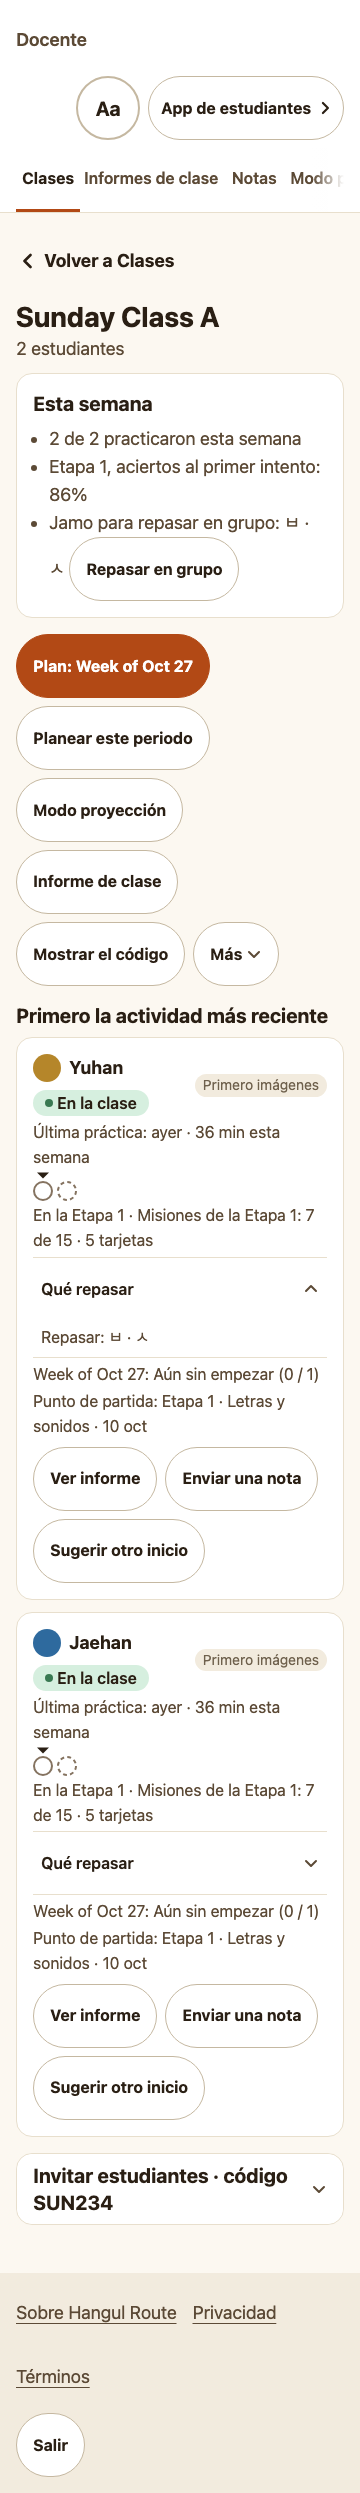 Docente
Aa
App de estudiantes
Clases Informes de clase Notas Modo
Volver a Clases
Sunday Class A
2 estudiantes
Esta semana
2 de 2 practicaron esta semana
Etapa 1, aciertos al primer intento:
86%
Jamo para repasar en grupo: ㅂ ·
ㅅ Repasar en grupo
Plan: Week of Oct 27
Planear este periodo
Modo proyección
Informe de clase
Mostrar el código Más
Primero la actividad más reciente
Yuhan
Primero imágenes
En la clase
Última práctica: ayer · 36 min esta
semana
En la Etapa 1 · Misiones de la Etapa 1: 7
de 15 · 5 tarjetas
Qué repasar
Repasar: ㅂ · ㅅ
Week of Oct 27: Aún sin empezar (0 / 1)
Punto de partida: Etapa 1 · Letras y
sonidos · 10 oct
Ver informe Enviar una nota
Sugerir otro inicio
Jaehan
Primero imágenes
En la clase
Última práctica: ayer · 36 min esta
semana
En la Etapa 1 · Misiones de la Etapa 1: 7
de 15 · 5 tarjetas
Qué repasar
Week of Oct 27: Aún sin empezar (0 / 1)
Punto de partida: Etapa 1 · Letras y
sonidos · 10 oct
Ver informe Enviar una nota
Sugerir otro inicio
Invitar estudiantes · código
SUN234
Sobre Hangul Route Privacidad
Términos
Salir